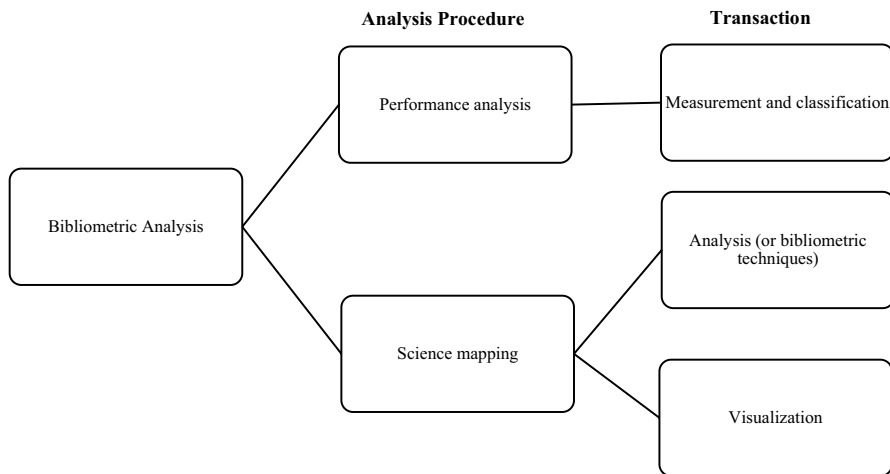 Analysis Procedure
Transaction
Performance analysis
Measurement and classification
Bibliometric Analysis
Analysis (or bibliometric
techniques)
Science mapping
Visualization